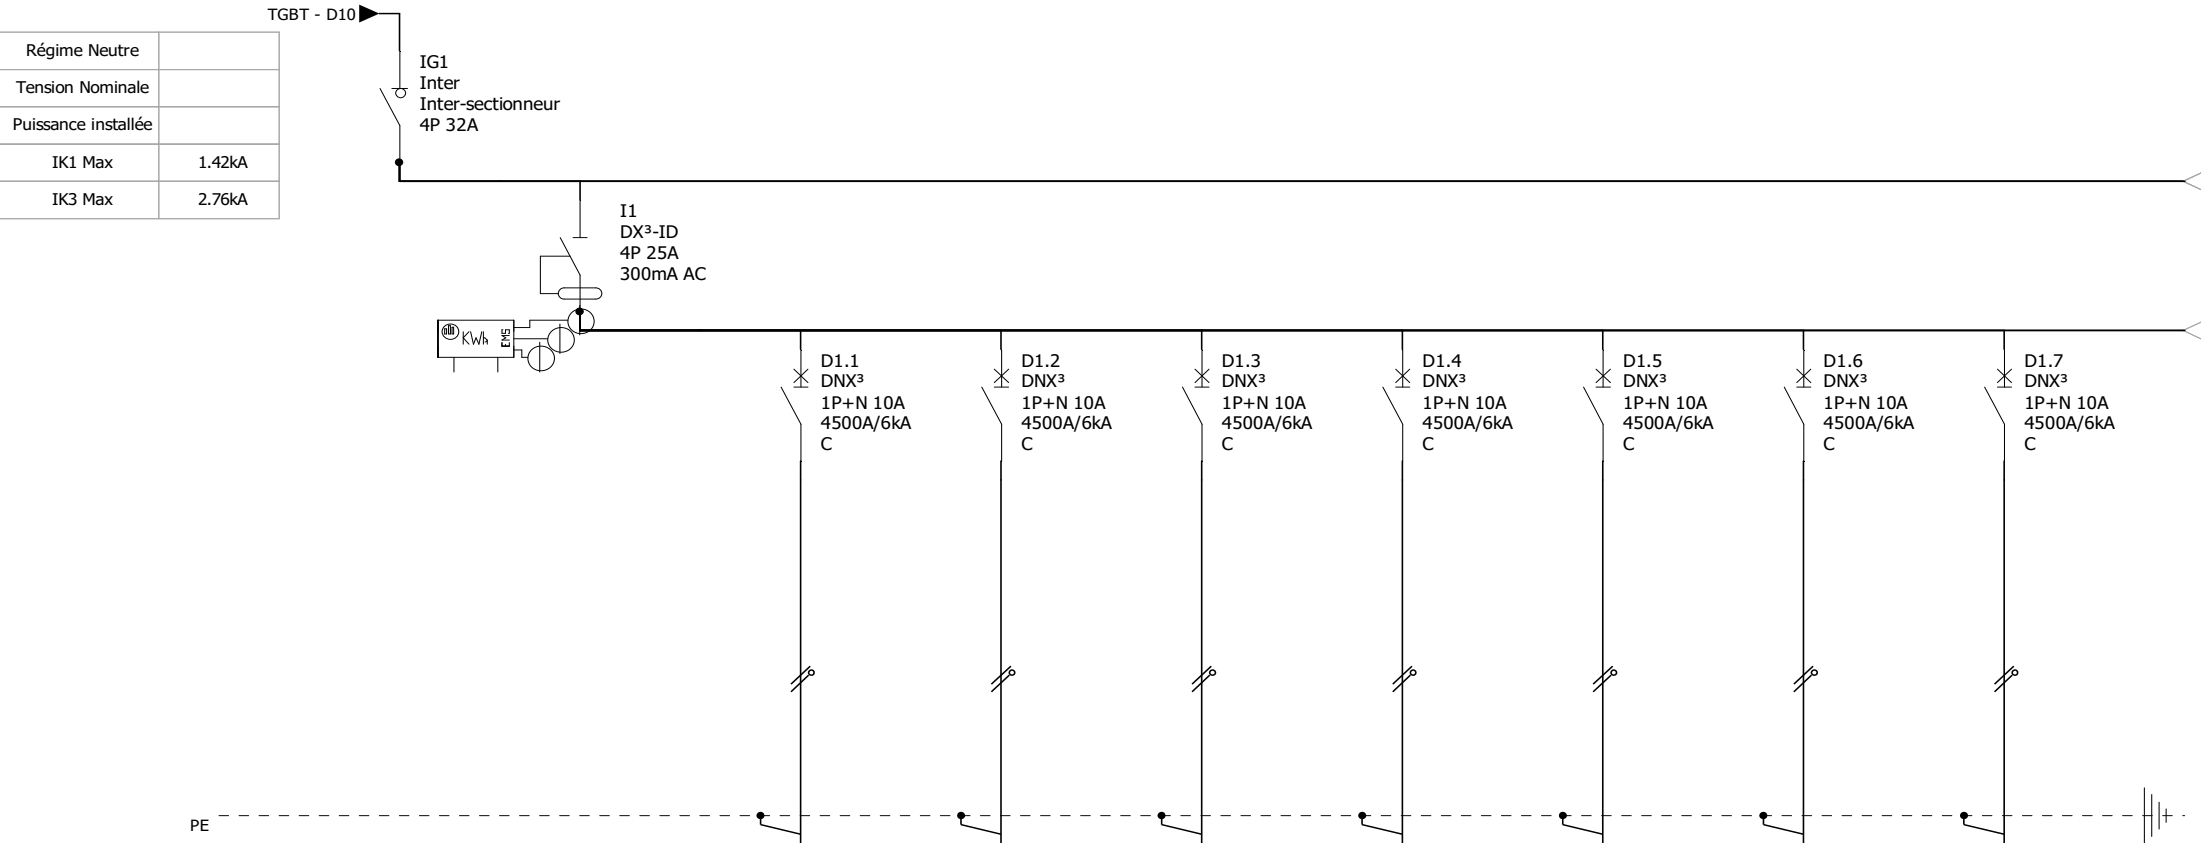 TGBT - D10
Régime Neutre
Tension Nominale
Puissance installée
IK1 Max 1.42kA
IK3 Max 2.76kA
IG1
Inter
Inter-sectionneur
4P 32A
I1
DX³-ID
4P 25A
300mA AC
KWh
EMS
D1.1
DNX³
1P+N 10A
4500A/6kA
C
D1.2
DNX³
1P+N 10A
4500A/6kA
C
D1.3
DNX³
1P+N 10A
4500A/6kA
C
D1.4
DNX³
1P+N 10A
4500A/6kA
C
D1.5
DNX³
1P+N 10A
4500A/6kA
C
D1.6
DNX³
1P+N 10A
4500A/6kA
C
D1.7
DNX³
1P+N 10A
4500A/6kA
C
PE